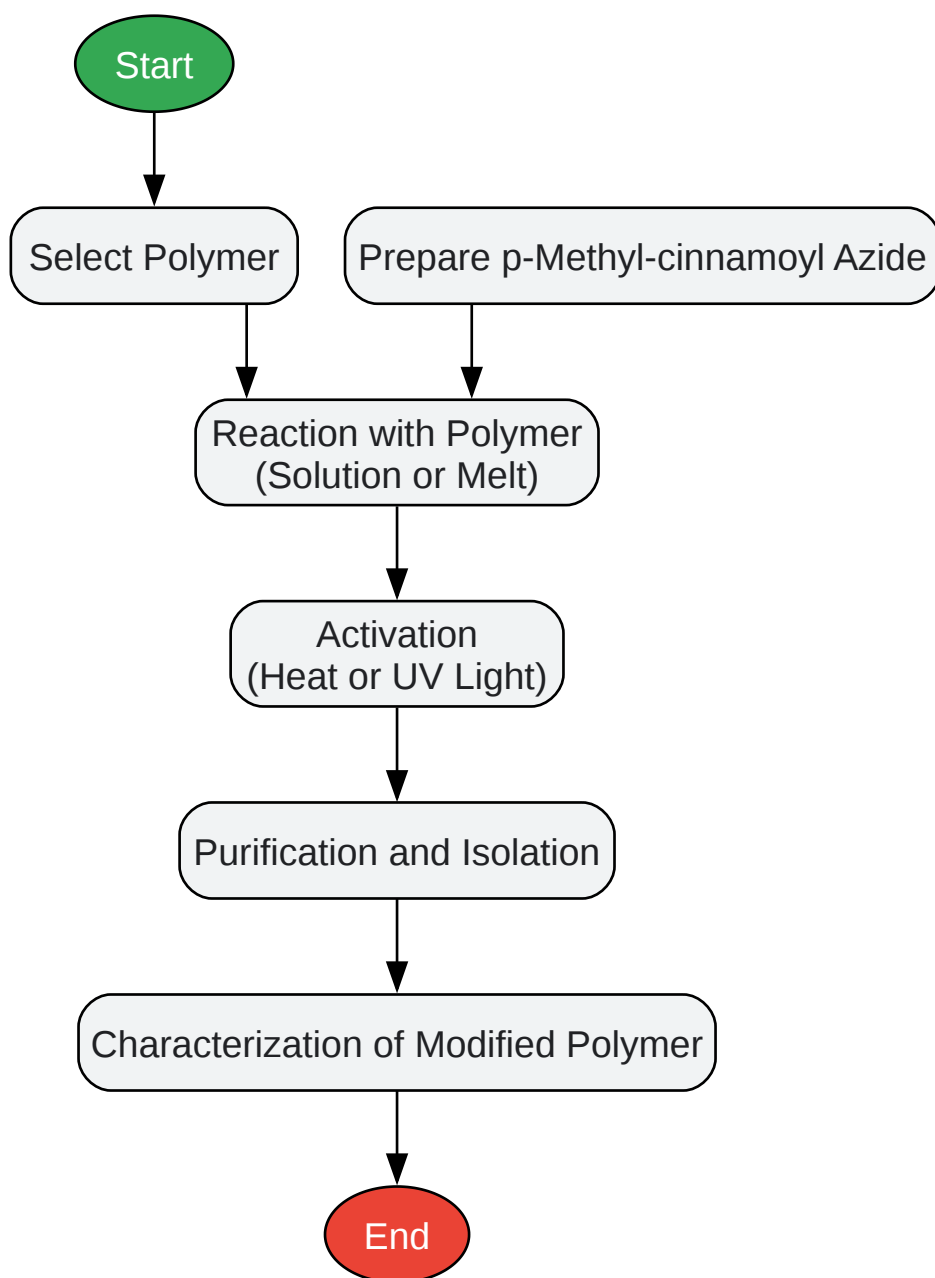 Start
Select Polymer
Prepare p-Methyl-cinnamoyl Azide
Reaction with Polymer
(Solution or Melt)
Activation
(Heat or UV Light)
Purification and Isolation
Characterization of Modified Polymer
End